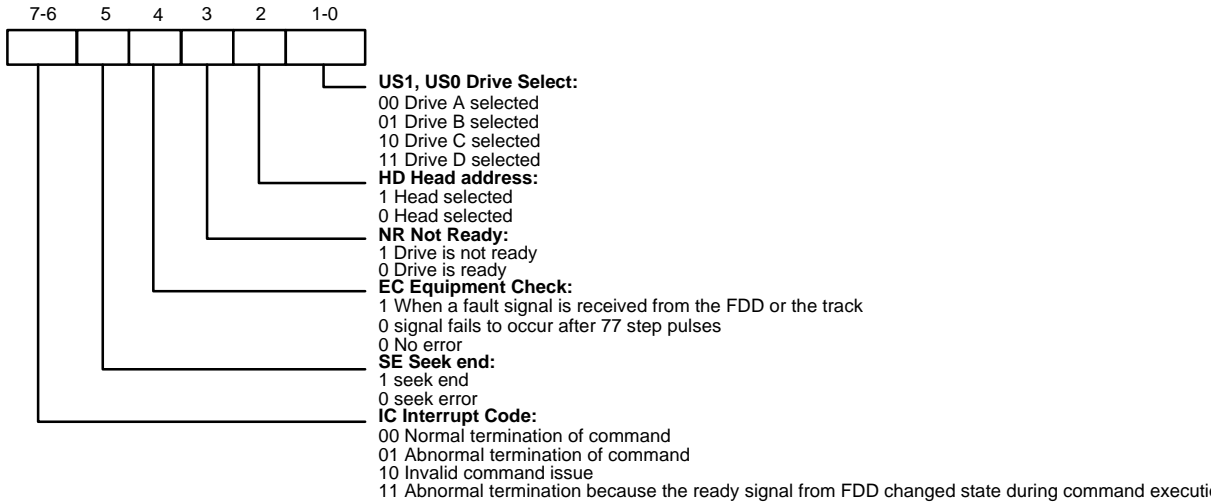 7-6 5 4 3 2 1-0
US1, US0 Drive Select:
00 Drive A selected
01 Drive B selected
10 Drive C selected
11 Drive D selected
HD Head address:
1 Head selected
0 Head selected
NR Not Ready:
1 Drive is not ready
0 Drive is ready
EC Equipment Check:
1 When a fault signal is received from the FDD or the track
0 signal fails to occur after 77 step pulses
0 No error
SE Seek end:
1 seek end
0 seek error
IC Interrupt Code:
00 Normal termination of command
01 Abnormal termination of command
10 Invalid command issue
11 Abnormal termination because the ready signal from FDD changed state during command executi